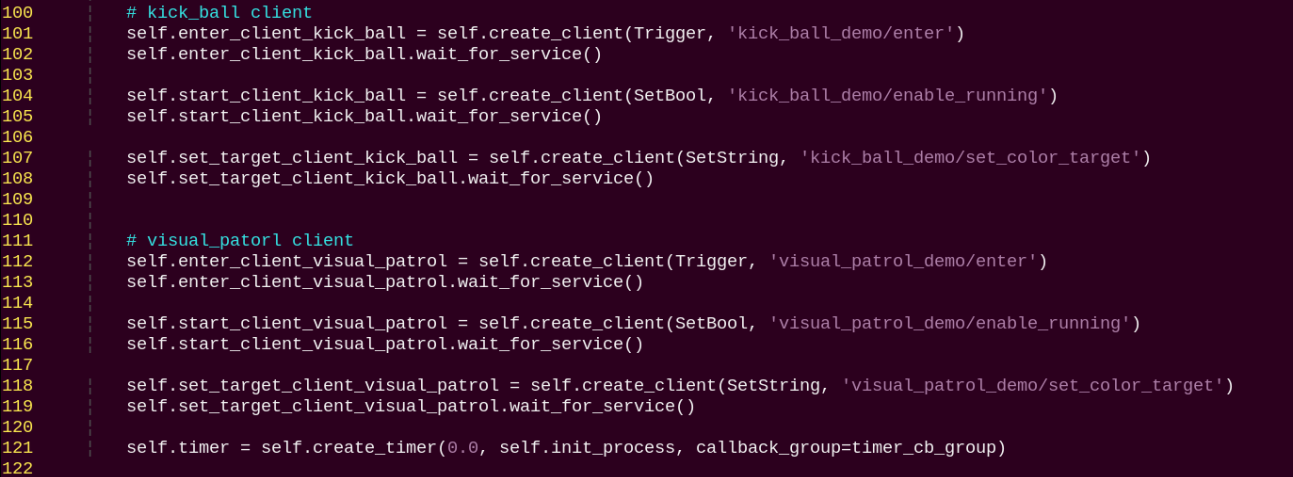 100 # kick_ball client
101 self.enter_client_kick_ball = self.create_client(Trigger, 'kick_ball_demo/enter')
102 self.enter_client_kick_ball.wait_for_service()
103
104 self.start_client_kick_ball = self.create_client(SetBool, 'kick_ball_demo/enable_running')
105 self.start_client_kick_ball.wait_for_service()
106
107 self.set_target_client_kick_ball = self.create_client(SetString, 'kick_ball_demo/set_color_target')
108 self.set_target_client_kick_ball.wait_for_service()
109
110
111 # visual_patorl client
112 self.enter_client_visual_patrol = self.create_client(Trigger, 'visual_patrol_demo/enter')
113 self.enter_client_visual_patrol.wait_for_service()
114
115 self.start_client_visual_patrol = self.create_client(SetBool, 'visual_patrol_demo/enable_running')
116 self.start_client_visual_patrol.wait_for_service()
117
118 self.set_target_client_visual_patrol = self.create_client(SetString, 'visual_patrol_demo/set_color_target')
119 self.set_target_client_visual_patrol.wait_for_service()
120
121 self.timer = self.create_timer(0.0, self.init_process, callback_group=timer_cb_group)
122